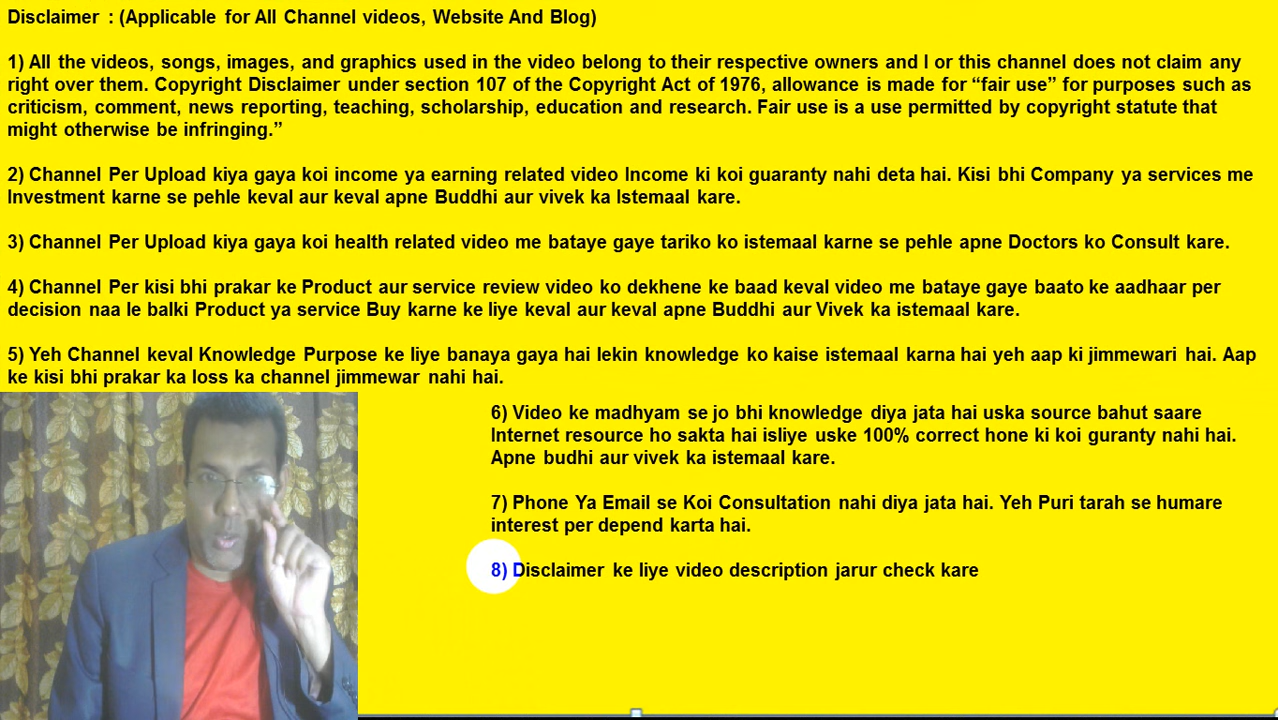 Disclaimer : (Applicable for All Channel videos, Website And Blog)
1) All the videos, songs, images, and graphics used in the video belong to their respective owners and I or this channel does not claim any
right over them. Copyright Disclaimer under section 107 of the Copyright Act of 1976, allowance is made for “fair use” for purposes such as
criticism, comment, news reporting, teaching, scholarship, education and research. Fair use is a use permitted by copyright statute that
might otherwise be infringing.”
2) Channel Per Upload kiya gaya koi income ya earning related video Income ki koi guaranty nahi deta hai. Kisi bhi Company ya services me
Investment karne se pehle keval aur keval apne Buddhi aur vivek ka Istemaal kare.
3) Channel Per Upload kiya gaya koi health related video me bataye gaye tariko ko istemaal karne se pehle apne Doctors ko Consult kare.
4) Channel Per kisi bhi prakar ke Product aur service review video ko dekhene ke baad keval video me bataye gaye baato ke aadhaar per
decision naa le balki Product ya service Buy karne ke liye keval aur keval apne Buddhi aur Vivek ka istemaal kare.
5) Yeh Channel keval Knowledge Purpose ke liye banaya gaya hai lekin knowledge ko kaise istemaal karna hai yeh aap ki jimmewari hai. Aap
ke kisi bhi prakar ka loss ka channel jimmewar nahi hai.
6) Video ke madhyam se jo bhi knowledge diya jata hai uska source bahut saare
Internet resource ho sakta hai isliye uske 100% correct hone ki koi guranty nahi hai.
Apne budhi aur vivek ka istemaal kare.
7) Phone Ya Email se Koi Consultation nahi diya jata hai. Yeh Puri tarah se humare
interest per depend karta hai.
8) Disclaimer ke liye video description jarur check kare